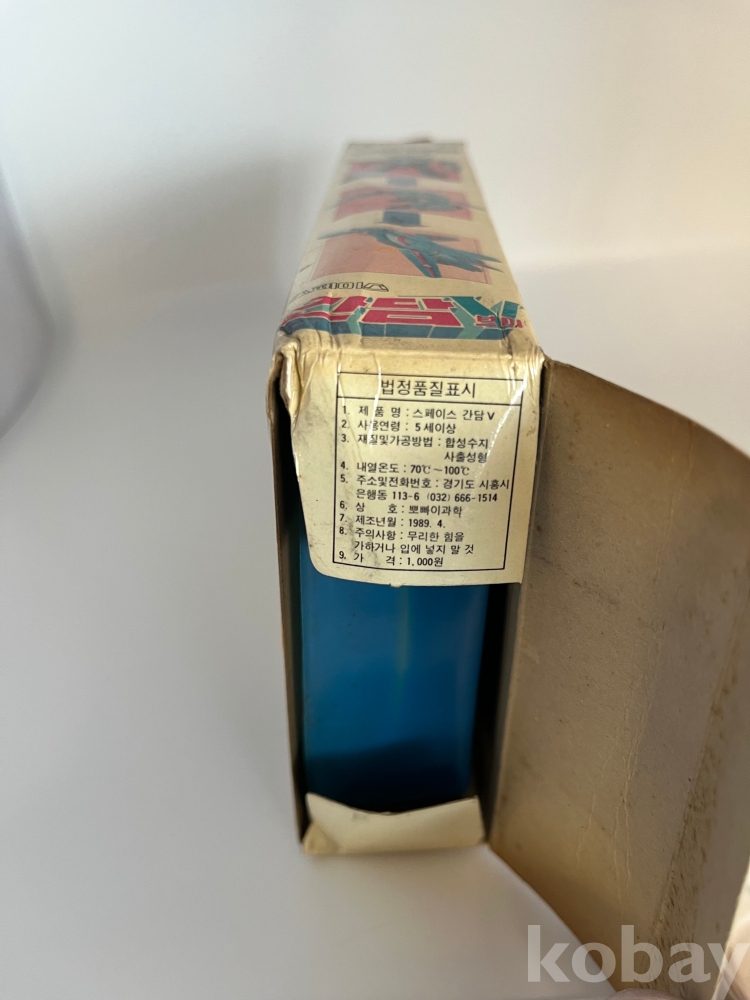 스페이스
간담V
법정품질표시
1. 제 품 명 : 스페이스 간담 V
2. 사용연령 : 5세이상
3. 재질및가공방법 : 합성수지
사출성형
4. 내열온도 : 70℃~100℃
5. 주소및전화번호 : 경기도 시흥시
은행동 113-6 (032) 666-1514
6. 상 호 : 뽀빠이과학
7. 제조년월 : 1989. 4.
8. 주의사항 : 무리한 힘을
가하거나 입에 넣지 말 것
9. 가 격 : 1,000원
kobay